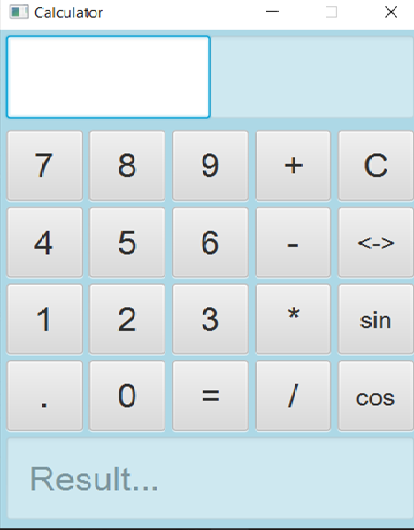 Calculator
7 8 9 + C
4 5 6 - <->
1 2 3 * sin
. 0 = / cos
Result...